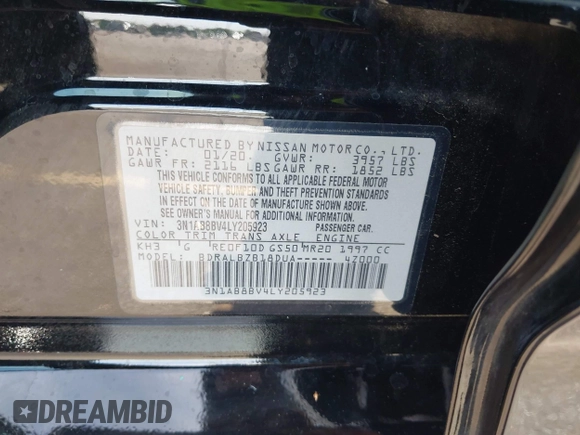 MANUFACTURED BY NISSAN MOTOR CO., LTD.
DATE: 01/20 GVWR: 3957 LBS
GAWR FR: 2116 LBS GAWR RR: 1852 LBS
THIS VEHICLE CONFORMS TO ALL APPLICABLE FEDERAL MOTOR
VEHICLE SAFETY, BUMPER AND THEFT PREVENTION STANDARDS
IN EFFECT ON THE DATE OF MANUFACTURE SHOWN ABOVE.
SEE OWNER'S MANUAL FOR ADDITIONAL INFORMATION.
VIN: 3N1AB8BV4LY205923 PASSENGER CAR.
COLOR TRIM TRANS AXLE ENGINE
KH3 G RE0F10D GS50 MR20 1997 CC
MODEL: BDRALBZB18DUA----- 47000
3N1AB8BV4LY205923
DREAMBID